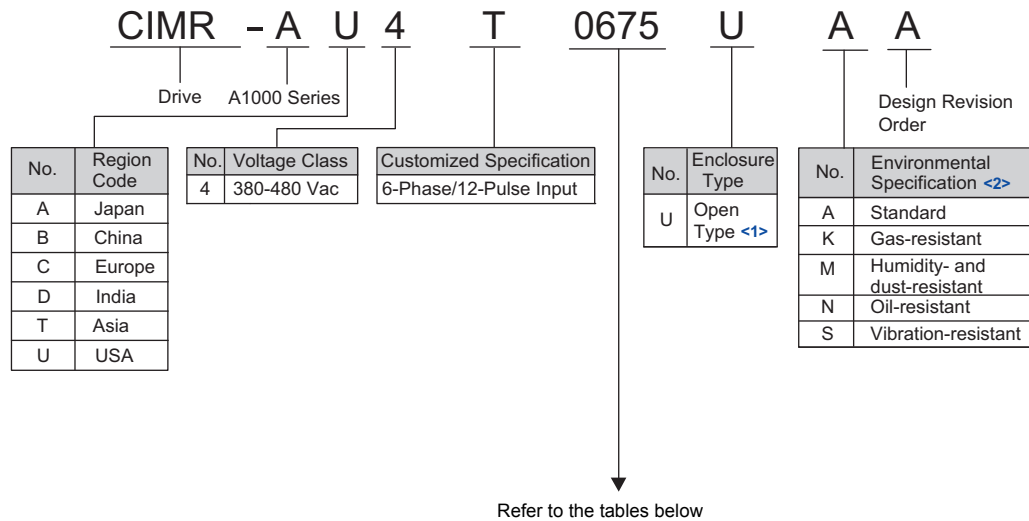 CIMR - A U 4 T 0675 U A A
Drive
A1000 Series
Design Revision
Order
No. Region
Code
A Japan
B China
C Europe
D India
T Asia
U USA
No. Voltage Class
4 380-480 Vac
Customized Specification
6-Phase/12-Pulse Input
No. Enclosure
Type
U Open
Type <1>
No. Environmental
Specification <2>
A Standard
K Gas-resistant
M Humidity- and
dust-resistant
N Oil-resistant
S Vibration-resistant
Refer to the tables below